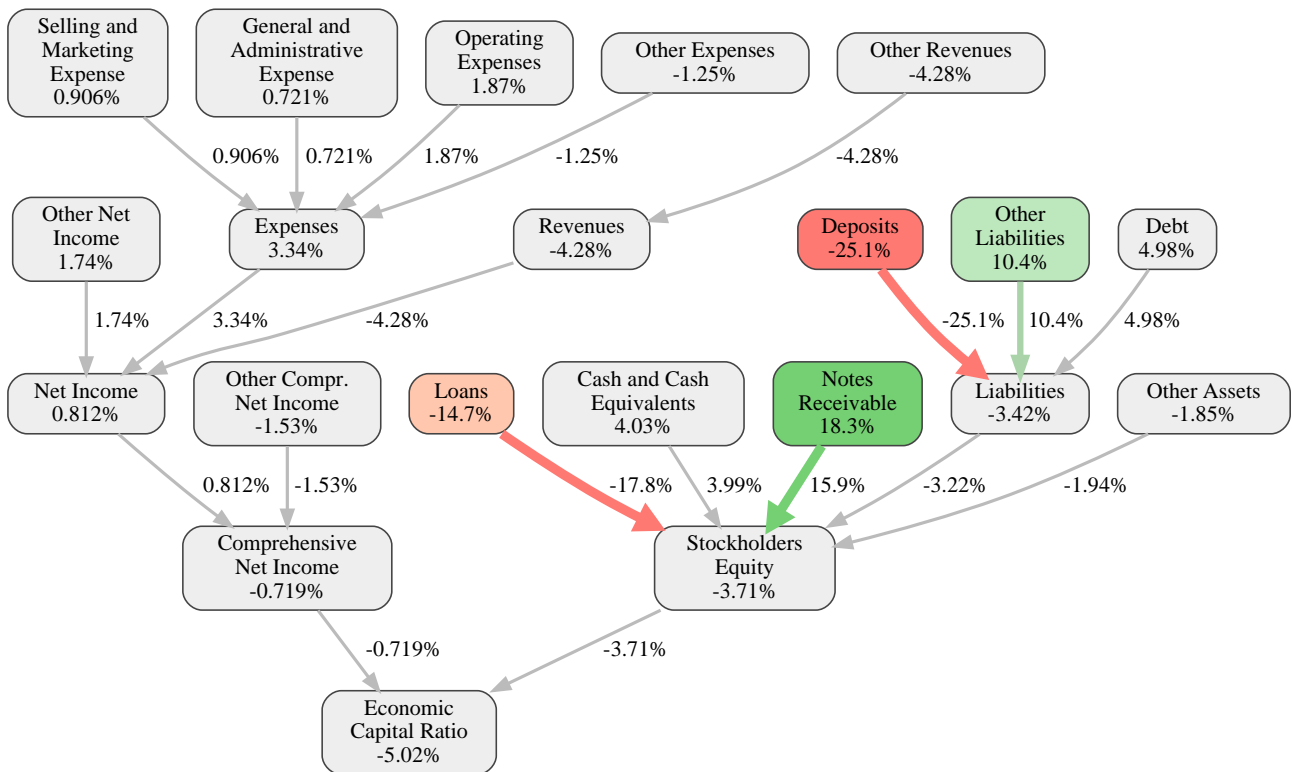 Selling and
Marketing
Expense
0.906%
General and
Administrative
Expense
0.721%
Operating
Expenses
1.87%
Other Expenses
-1.25%
Other Revenues
-4.28%
0.906%
0.721%
1.87%
-1.25%
-4.28%
Other Net
Income
1.74%
Expenses
3.34%
Revenues
-4.28%
Deposits
-25.1%
Other
Liabilities
10.4%
Debt
4.98%
1.74%
3.34%
-4.28%
-25.1%
10.4%
4.98%
Net Income
0.812%
Other Compr.
Net Income
-1.53%
Loans
-14.7%
Cash and Cash
Equivalents
4.03%
Notes
Receivable
18.3%
Liabilities
-3.42%
Other Assets
-1.85%
0.812%
-1.53%
-17.8%
3.99%
15.9%
-3.22%
-1.94%
Comprehensive
Net Income
-0.719%
Stockholders
Equity
-3.71%
-0.719%
-3.71%
Economic
Capital Ratio
-5.02%